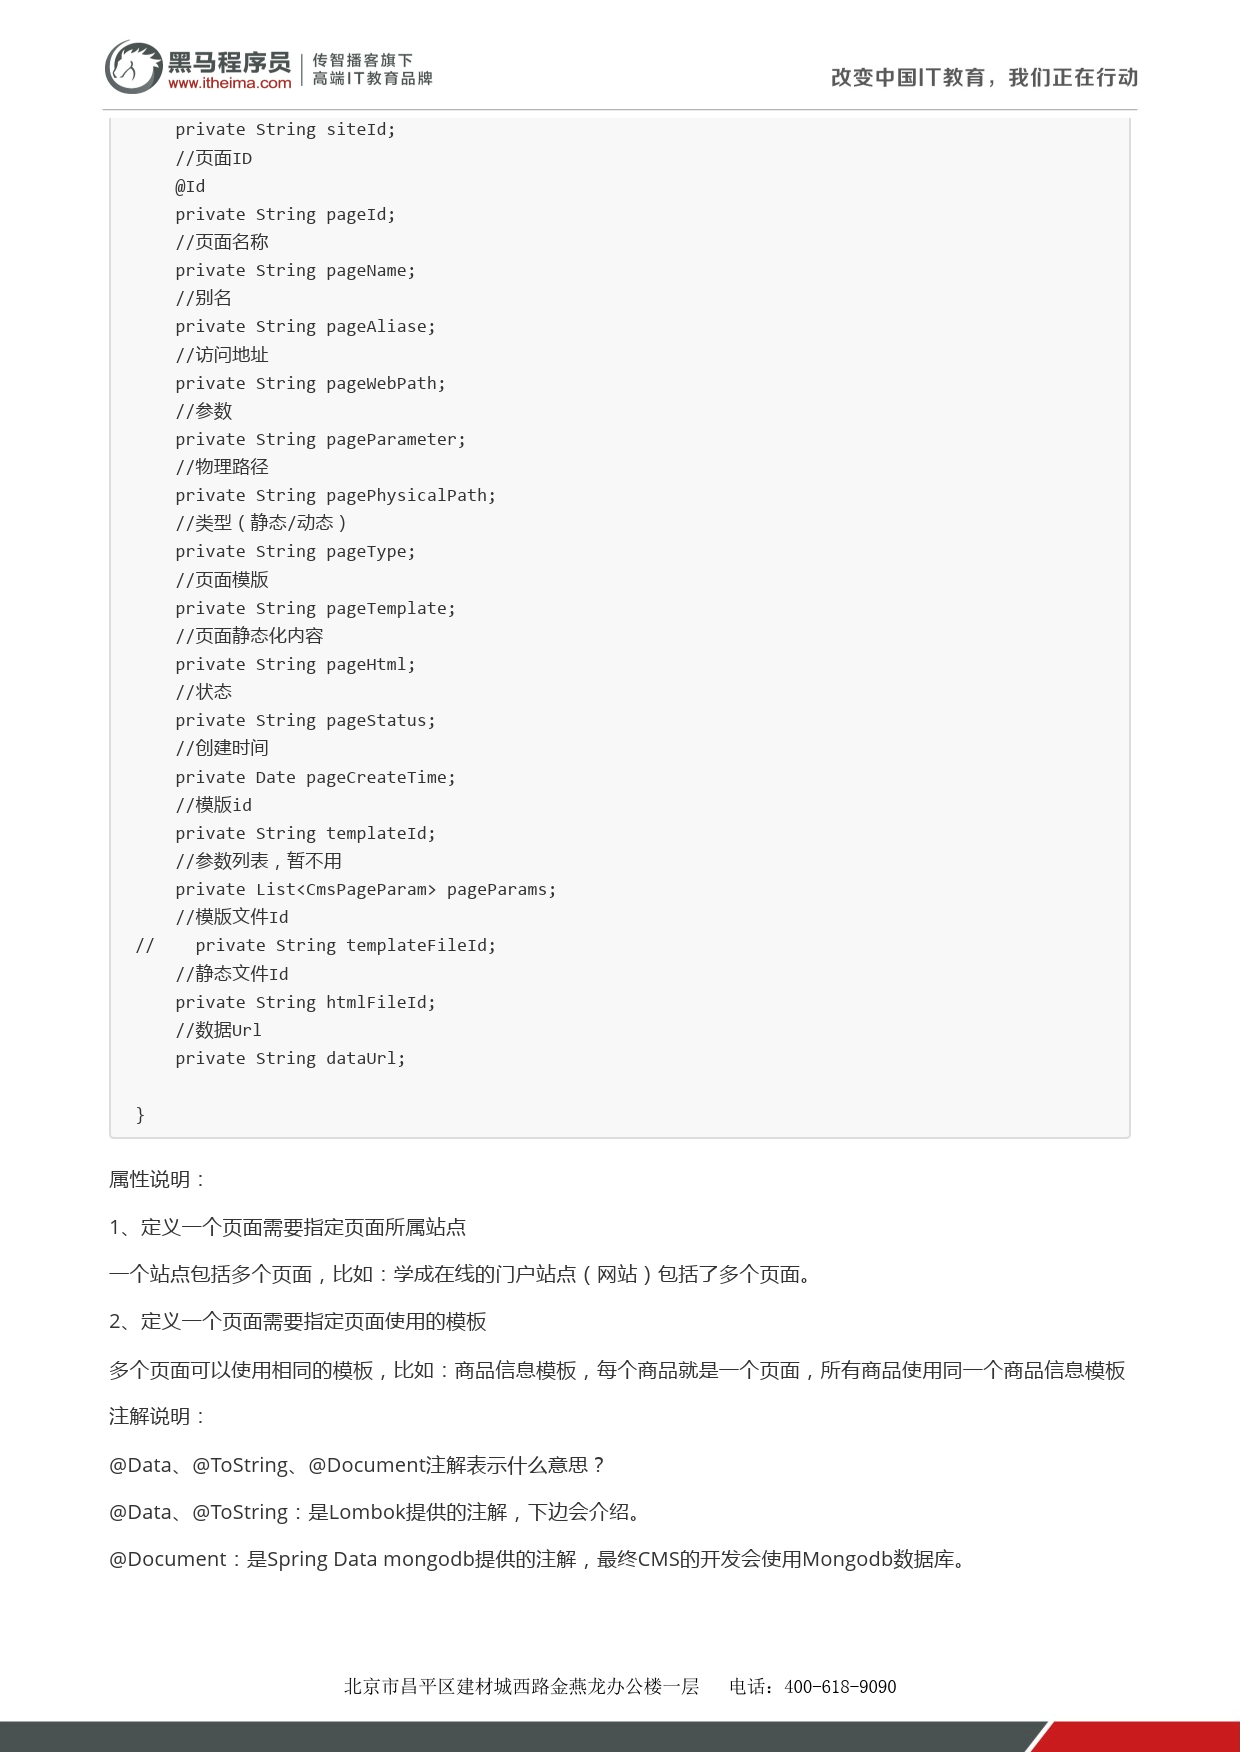 黑马程序员
www.itheima.com
传智播客旗下
高端IT教育品牌
改变中国IT教育，我们正在行动
    private String siteId;
    //页面ID
    @Id
    private String pageId;
    //页面名称
    private String pageName;
    //别名
    private String pageAliase;
    //访问地址
    private String pageWebPath;
    //参数
    private String pageParameter;
    //物理路径
    private String pagePhysicalPath;
    //类型（静态/动态）
    private String pageType;
    //页面模版
    private String pageTemplate;
    //页面静态化内容
    private String pageHtml;
    //状态
    private String pageStatus;
    //创建时间
    private Date pageCreateTime;
    //模版id
    private String templateId;
    //参数列表，暂不用
    private List<CmsPageParam> pageParams;
    //模版文件Id
//    private String templateFileId;
    //静态文件Id
    private String htmlFileId;
    //数据Url
    private String dataUrl;
}
属性说明：
1、定义一个页面需要指定页面所属站点
一个站点包括多个页面，比如：学成在线的门户站点（网站）包括了多个页面。
2、定义一个页面需要指定页面使用的模板
多个页面可以使用相同的模板，比如：商品信息模板，每个商品就是一个页面，所有商品使用同一个商品信息模板
注解说明：
@Data、@ToString、@Document注解表示什么意思？
@Data、@ToString：是Lombok提供的注解，下边会介绍。
@Document：是Spring Data mongodb提供的注解，最终CMS的开发会使用Mongodb数据库。
北京市昌平区建材城西路金燕龙办公楼一层 电话：400-618-9090